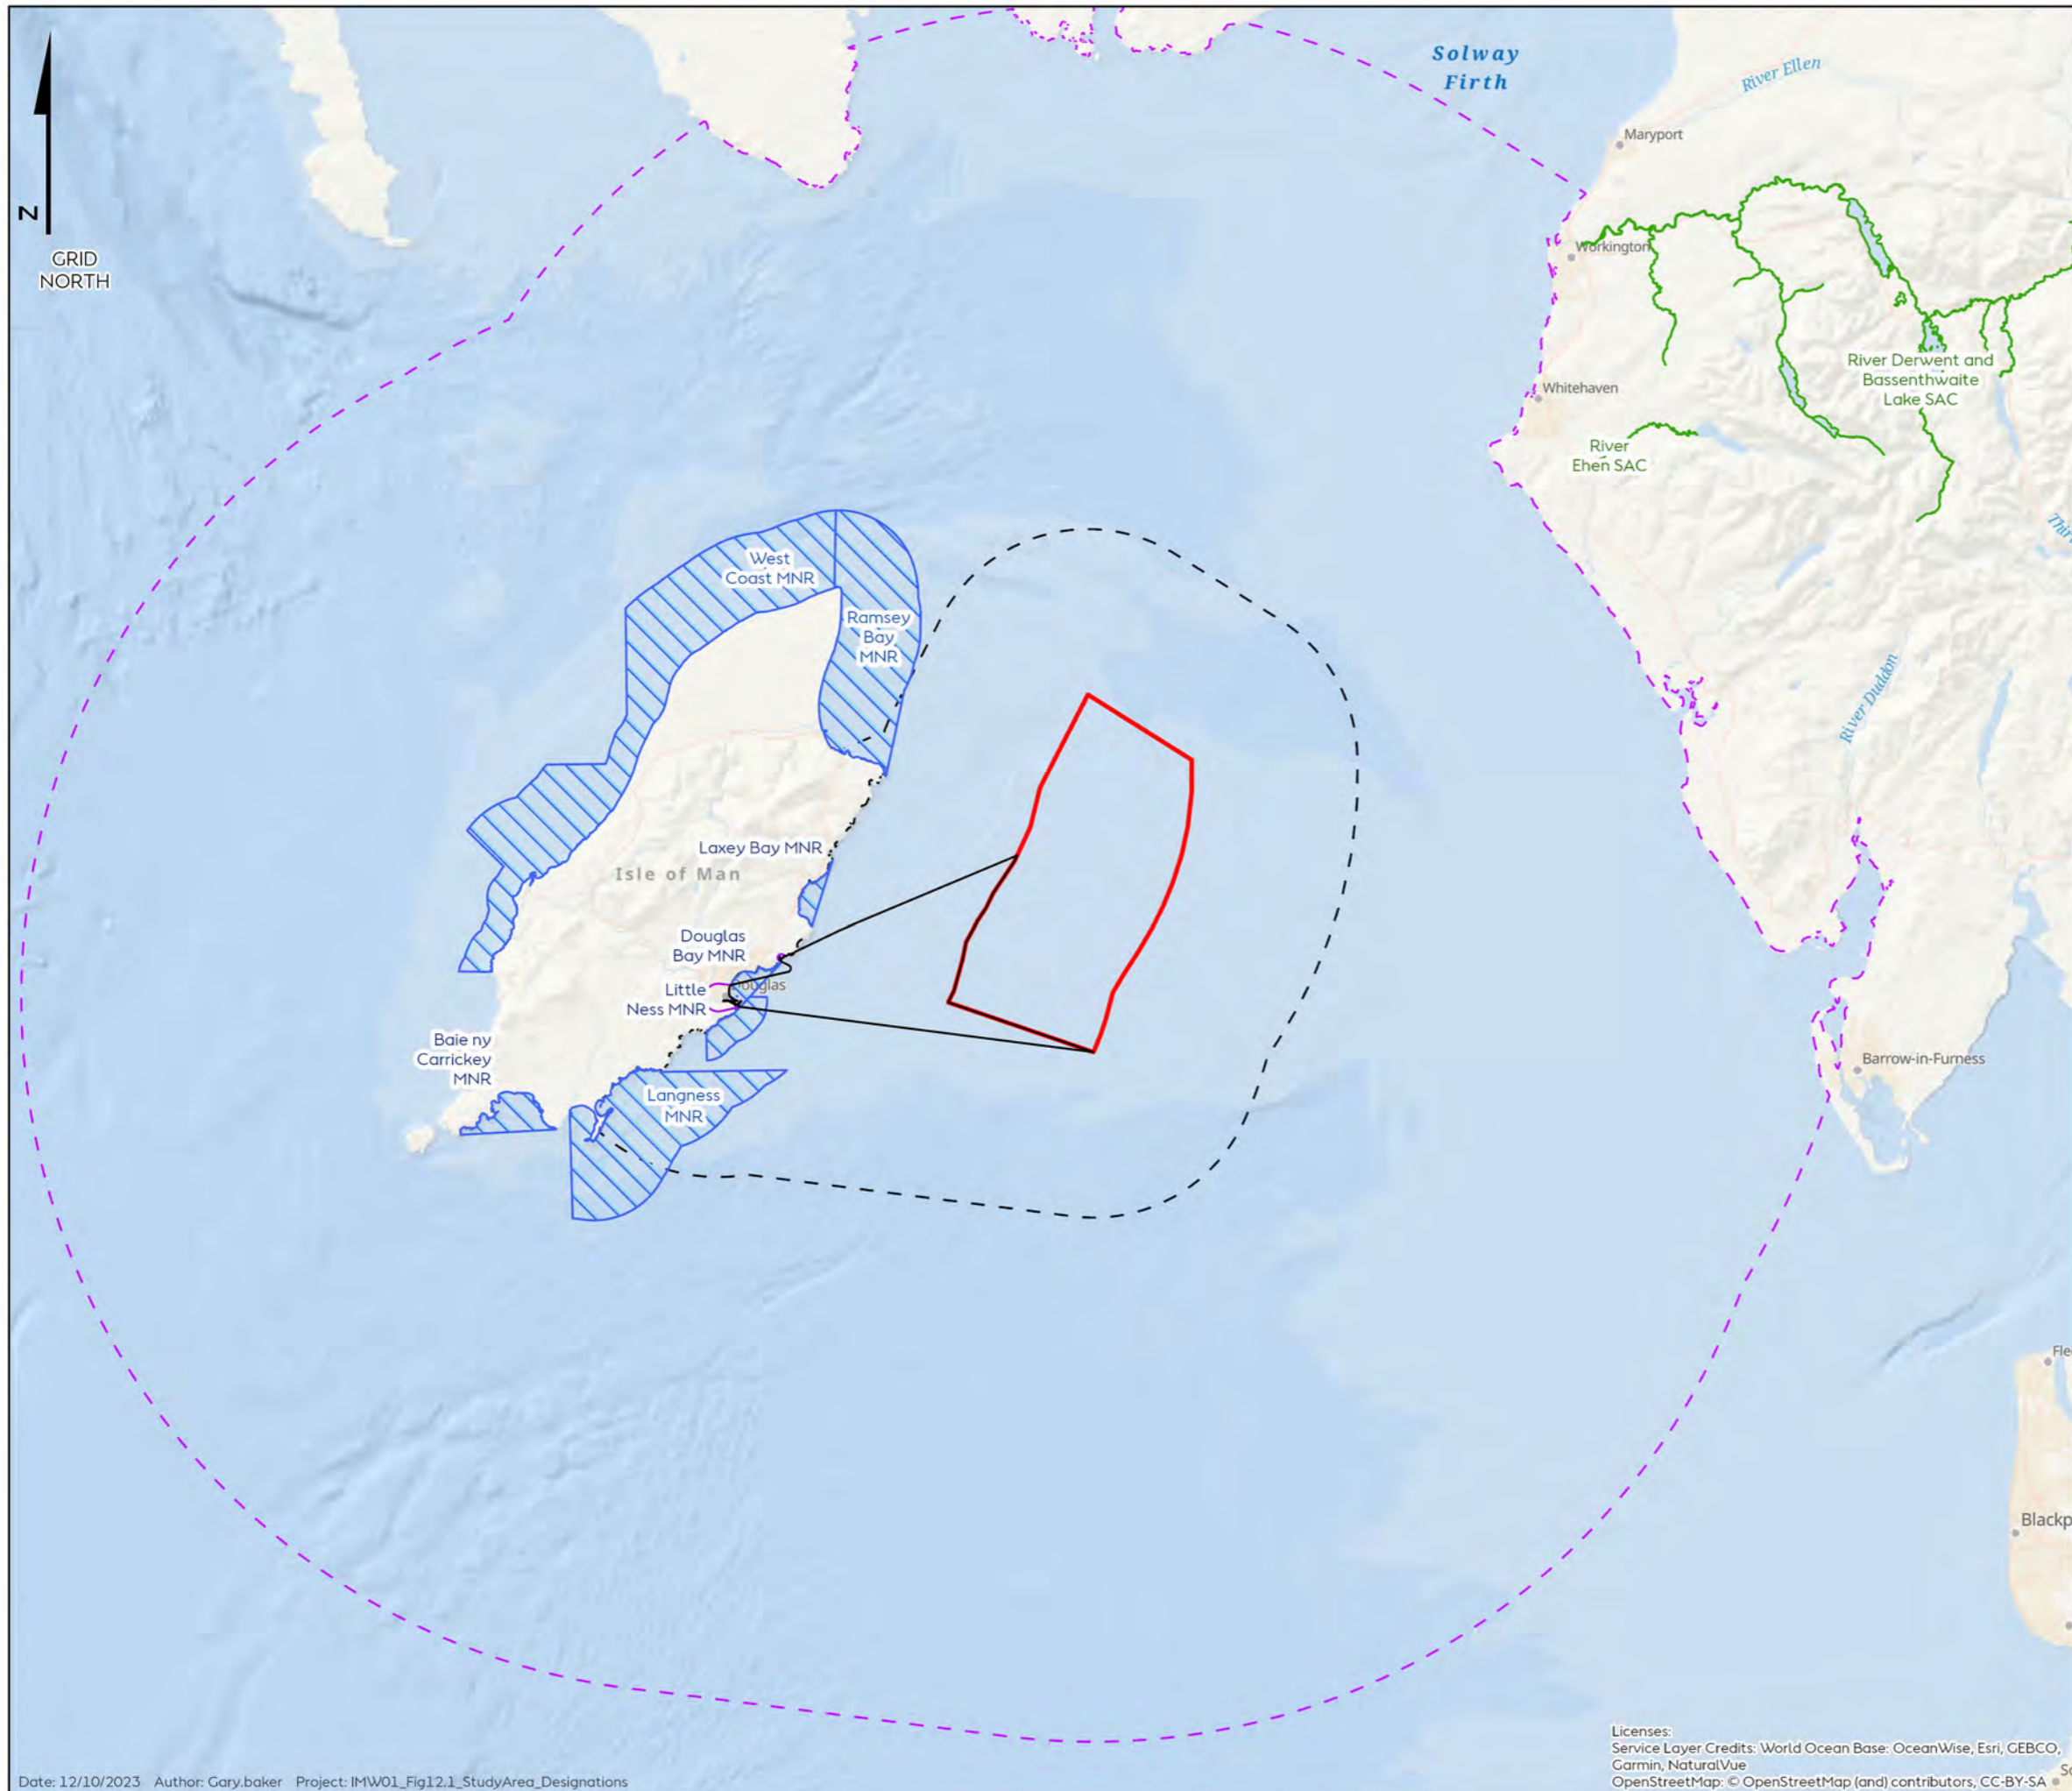 N
GRID
NORTH
Solway
Firth
River Ellen
Maryport
Workington
Whitehaven
River Derwent and
Bassenthwaite
Lake SAC
River
Ehen SAC
West
Coast MNR
Ramsey
Bay
MNR
River Duddon
Laxey Bay MNR
Isle of Man
Douglas
Bay MNR
Douglas
Little
Ness MNR
Baie ny
Carrickey
MNR
Langness
MNR
Barrow-in-Furness
Fle
Blackp
Licenses:
Service Layer Credits: World Ocean Base: OceanWise, Esri, GEBCO,
Garmin, NaturalVue
OpenStreetMap: © OpenStreetMap (and) contributors, CC-BY-SA
Date: 12/10/2023 Author: Gary.baker Project: IMW01_Fig12.1_StudyArea_Designations